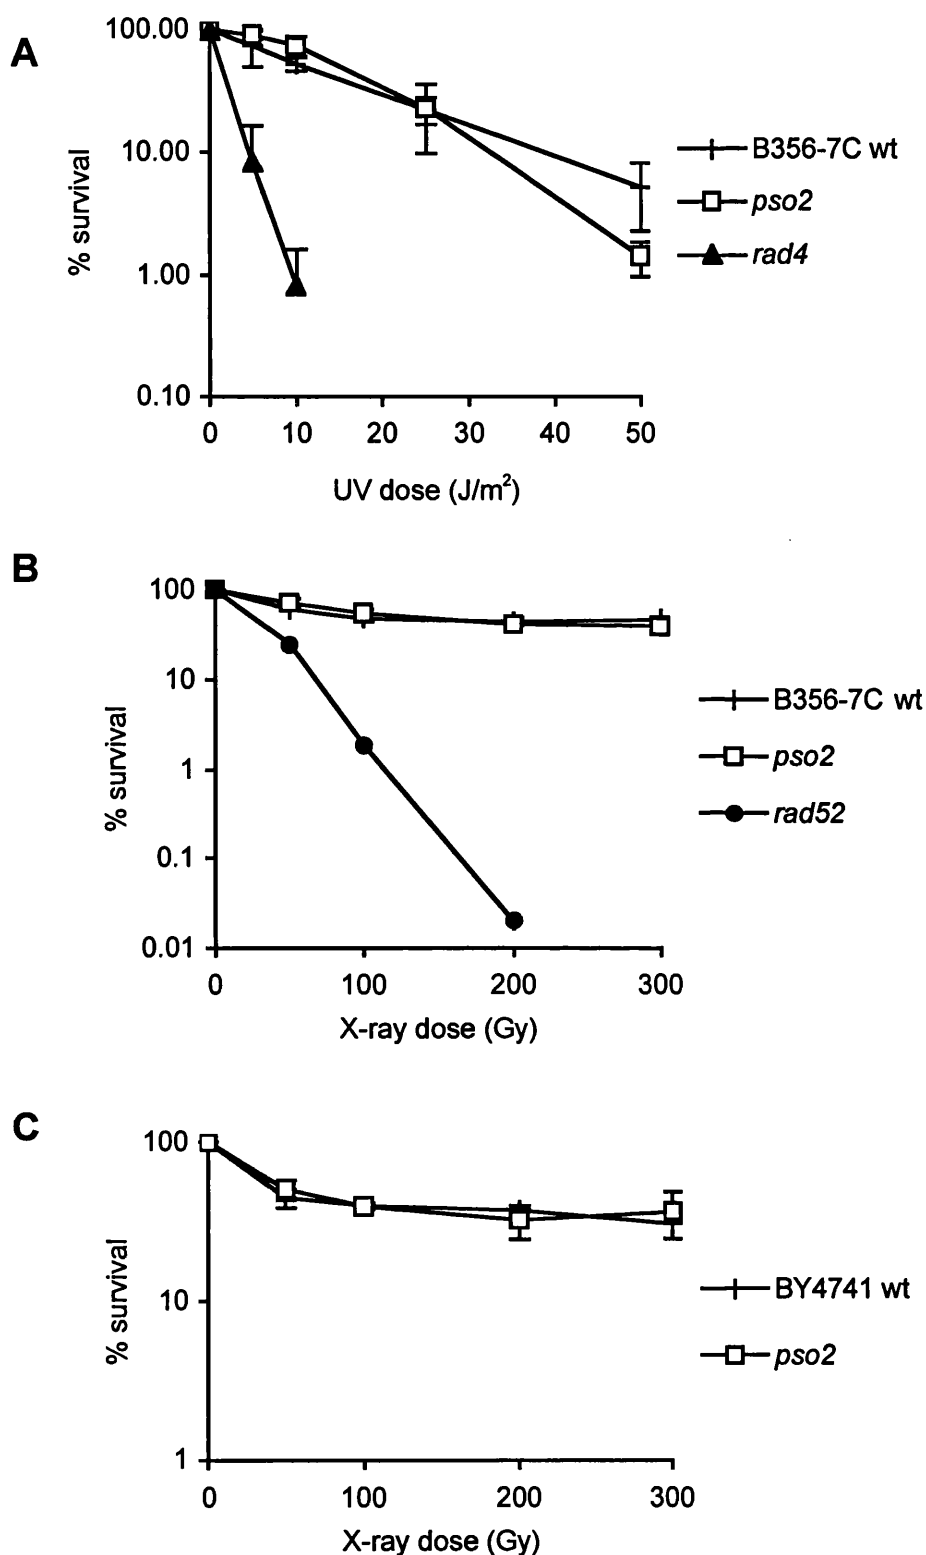 A
100.00
10.00
1.00
0.10
% survival
0 10 20 30 40 50
UV dose (J/m²)
B356-7C wt
pso2
rad4
B
100
10
1
0.1
0.01
% survival
0 100 200 300
X-ray dose (Gy)
B356-7C wt
pso2
rad52
C
100
10
1
% survival
0 100 200 300
X-ray dose (Gy)
BY4741 wt
pso2